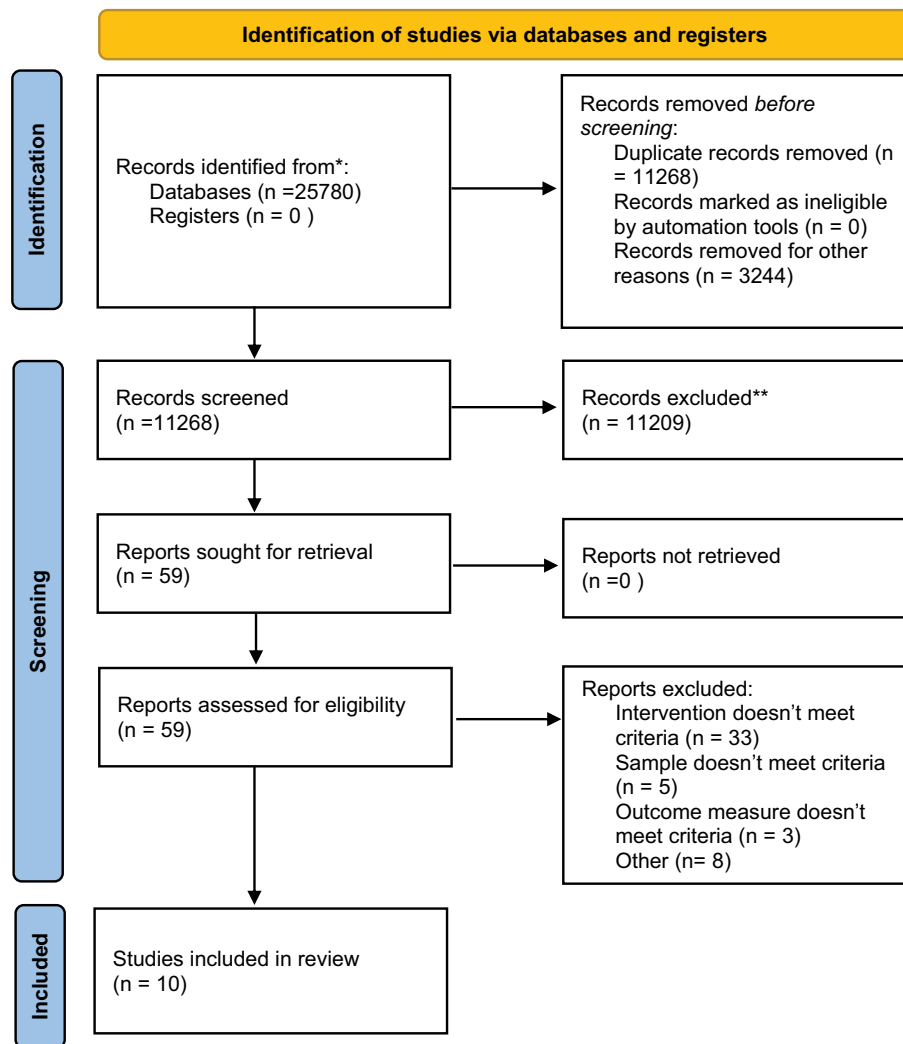 Identification of studies via databases and registers
Identification
Records identified from*:
Databases (n =25780)
Registers (n = 0 )
Records removed before
screening:
Duplicate records removed (n
= 11268)
Records marked as ineligible
by automation tools (n = 0)
Records removed for other
reasons (n = 3244)
Screening
Records screened
(n =11268)
Records excluded**
(n = 11209)
Reports sought for retrieval
(n = 59)
Reports not retrieved
(n =0 )
Reports assessed for eligibility
(n = 59)
Reports excluded:
Intervention doesn’t meet
criteria (n = 33)
Sample doesn’t meet criteria
(n = 5)
Outcome measure doesn’t
meet criteria (n = 3)
Other (n= 8)
Included
Studies included in review
(n = 10)